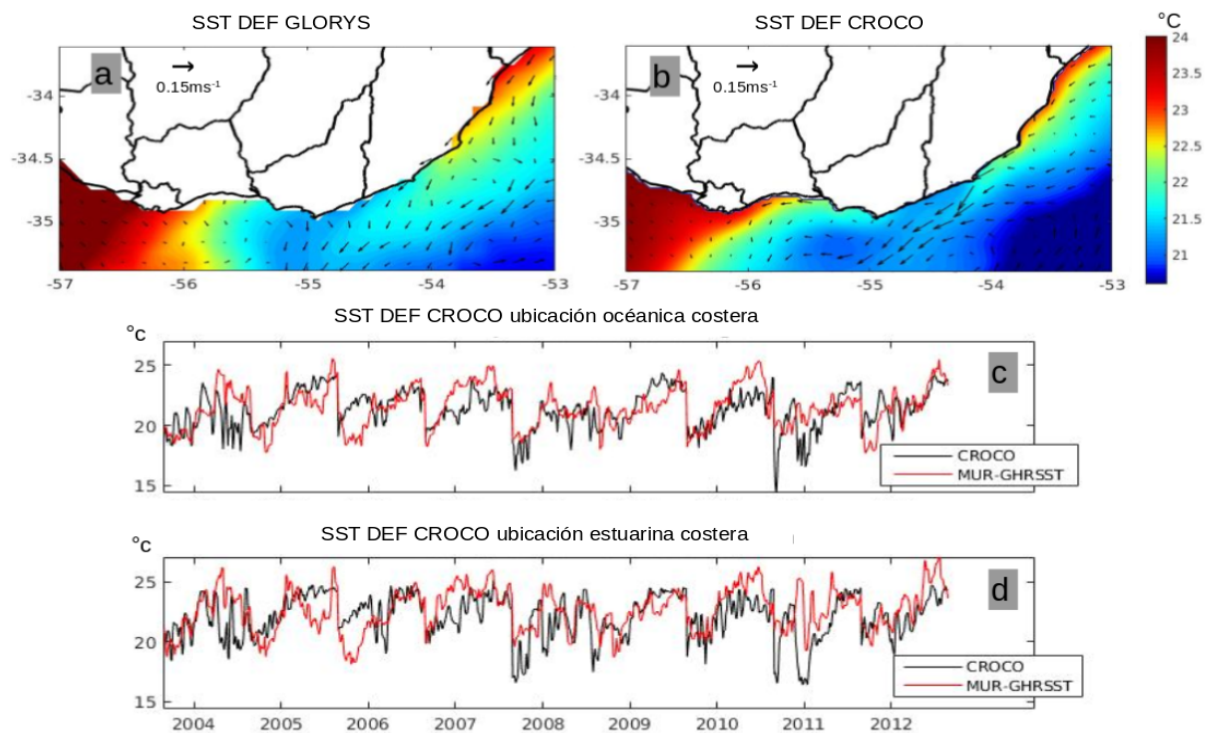 SST DEF GLORYS
SST DEF CROCO
°C
a
0.15ms⁻¹
b
0.15ms⁻¹
-34
-34.5
-35
-57
-56
-55
-54
-53
-34
-34.5
-35
-57
-56
-55
-54
-53
24
23.5
23
22.5
22
21.5
21
SST DEF CROCO ubicación océanica costera
°c
25
20
15
c
CROCO
MUR-GHRSST
SST DEF CROCO ubicación estuarina costera
°c
25
20
15
d
CROCO
MUR-GHRSST
2004
2005
2006
2007
2008
2009
2010
2011
2012